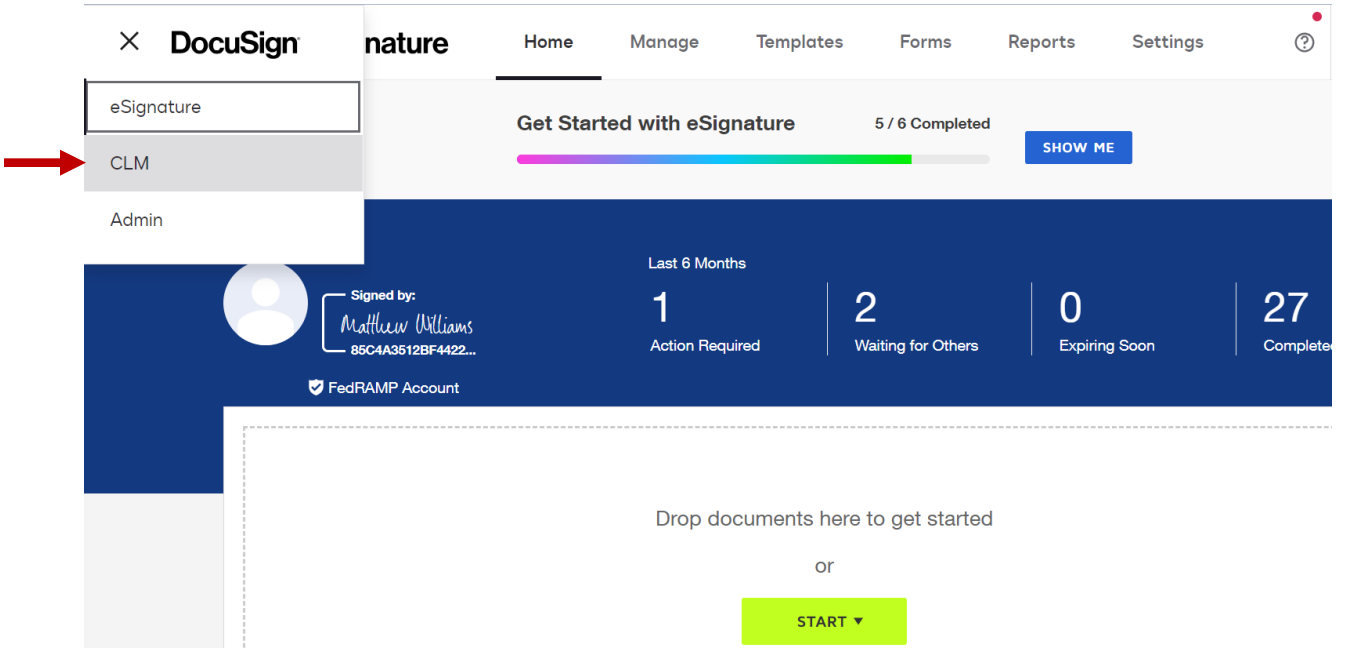 DocuSign nature Home Manage Templates Forms Reports Settings
eSignature
CLM
Admin
Get Started with eSignature 5 / 6 Completed
SHOW ME
Signed by:
Matthew Williams
85C4A3512BF4422...
FedRAMP Account
Last 6 Months
1 2 0 27
Action Required Waiting for Others Expiring Soon Complete
Drop documents here to get started
or
START